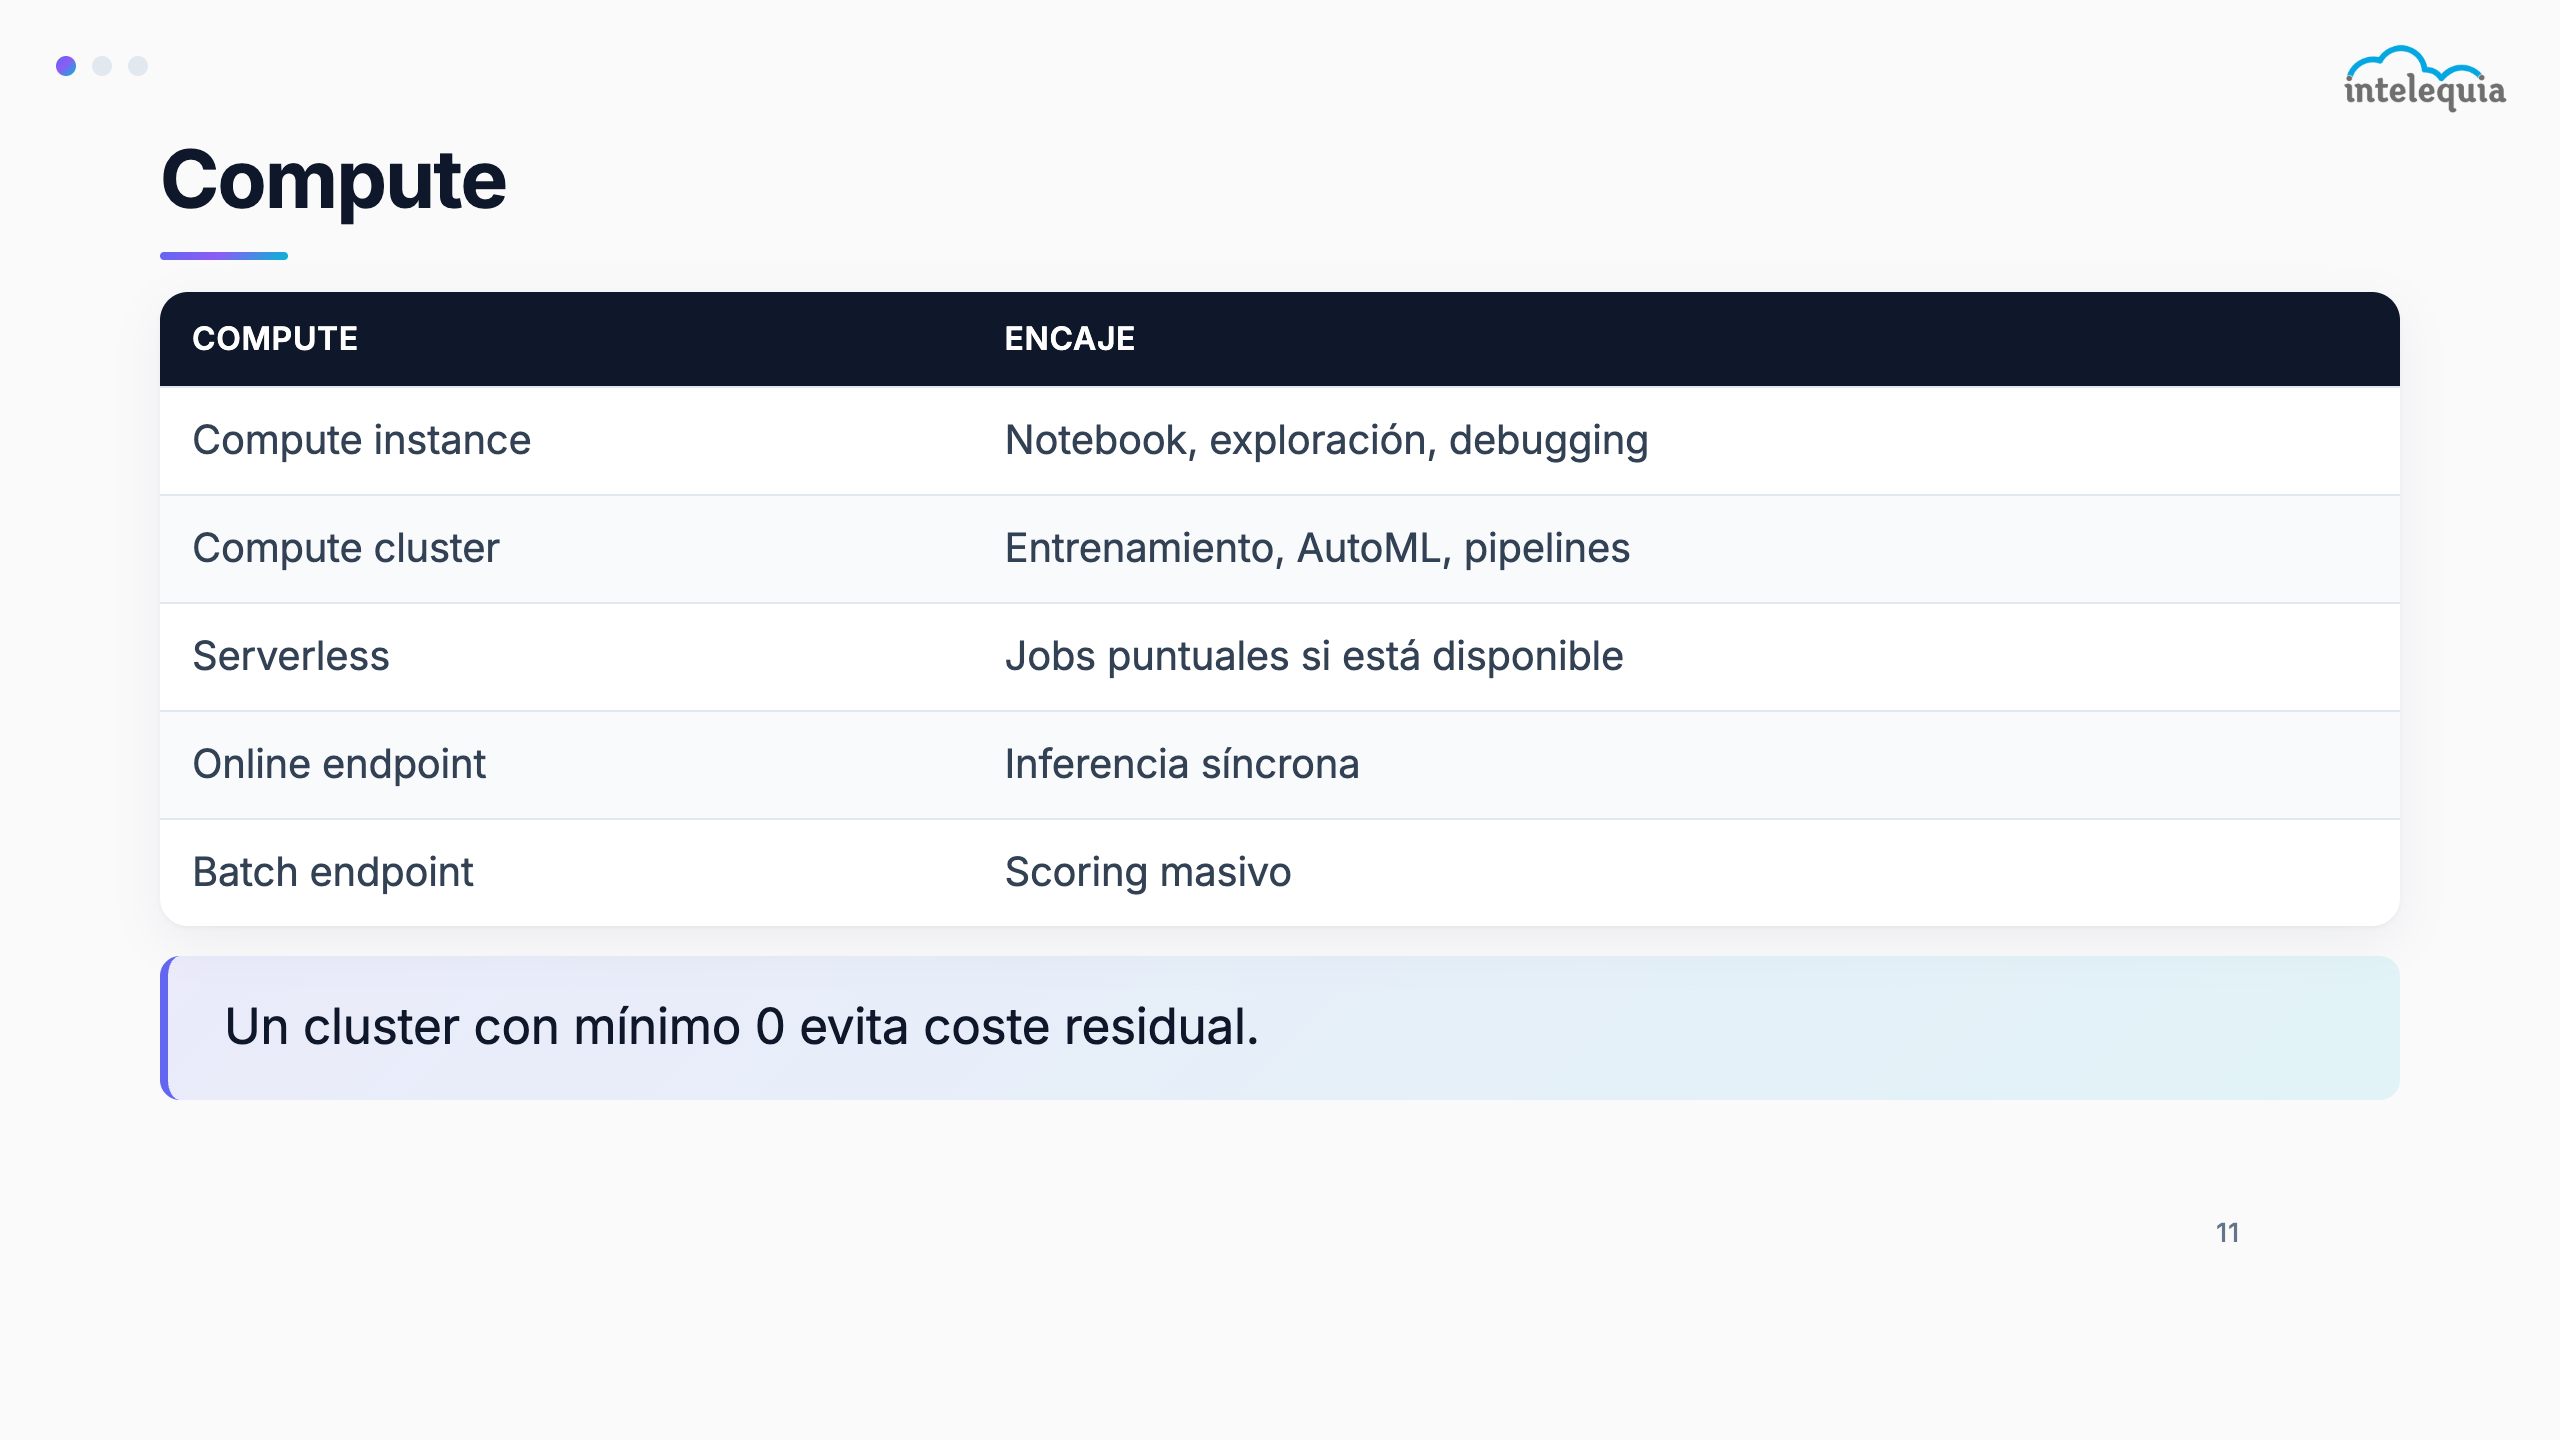 intelequia
Compute
COMPUTE ENCAJE
Compute instance Notebook, exploración, debugging
Compute cluster Entrenamiento, AutoML, pipelines
Serverless Jobs puntuales si está disponible
Online endpoint Inferencia síncrona
Batch endpoint Scoring masivo
Un cluster con mínimo 0 evita coste residual.
11